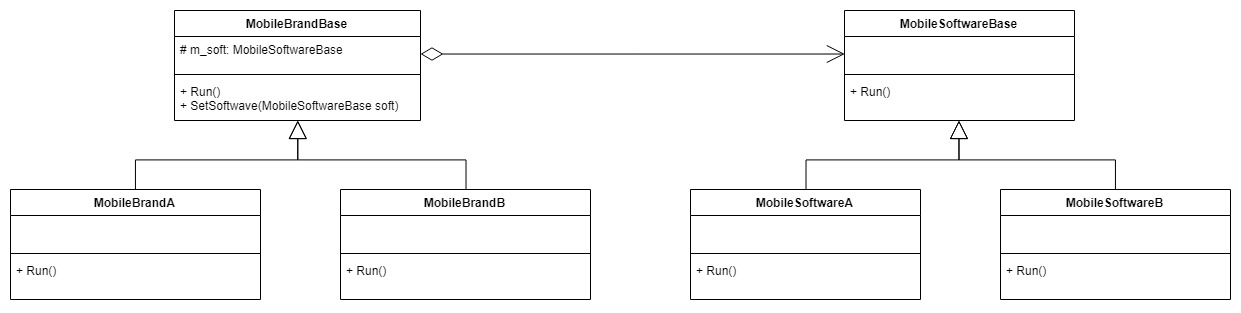 MobileBrandBase
# m_soft: MobileSoftwareBase
+ Run()
+ SetSoftwave(MobileSoftwareBase soft)
MobileSoftwareBase
+ Run()
MobileBrandA
+ Run()
MobileBrandB
+ Run()
MobileSoftwareA
+ Run()
MobileSoftwareB
+ Run()